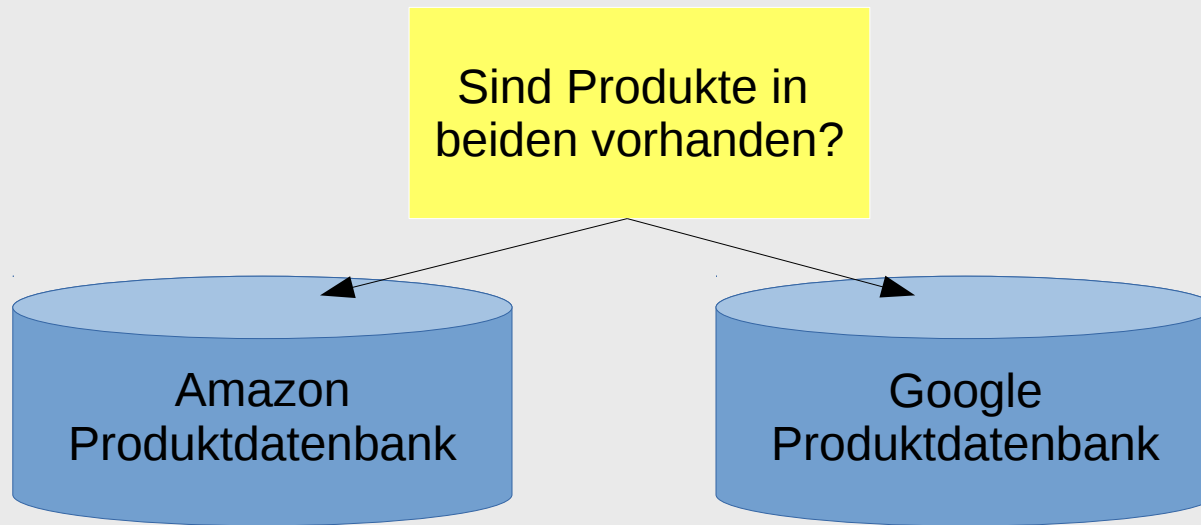 Sind Produkte in
beiden vorhanden?
Amazon
Produktdatenbank
Google
Produktdatenbank